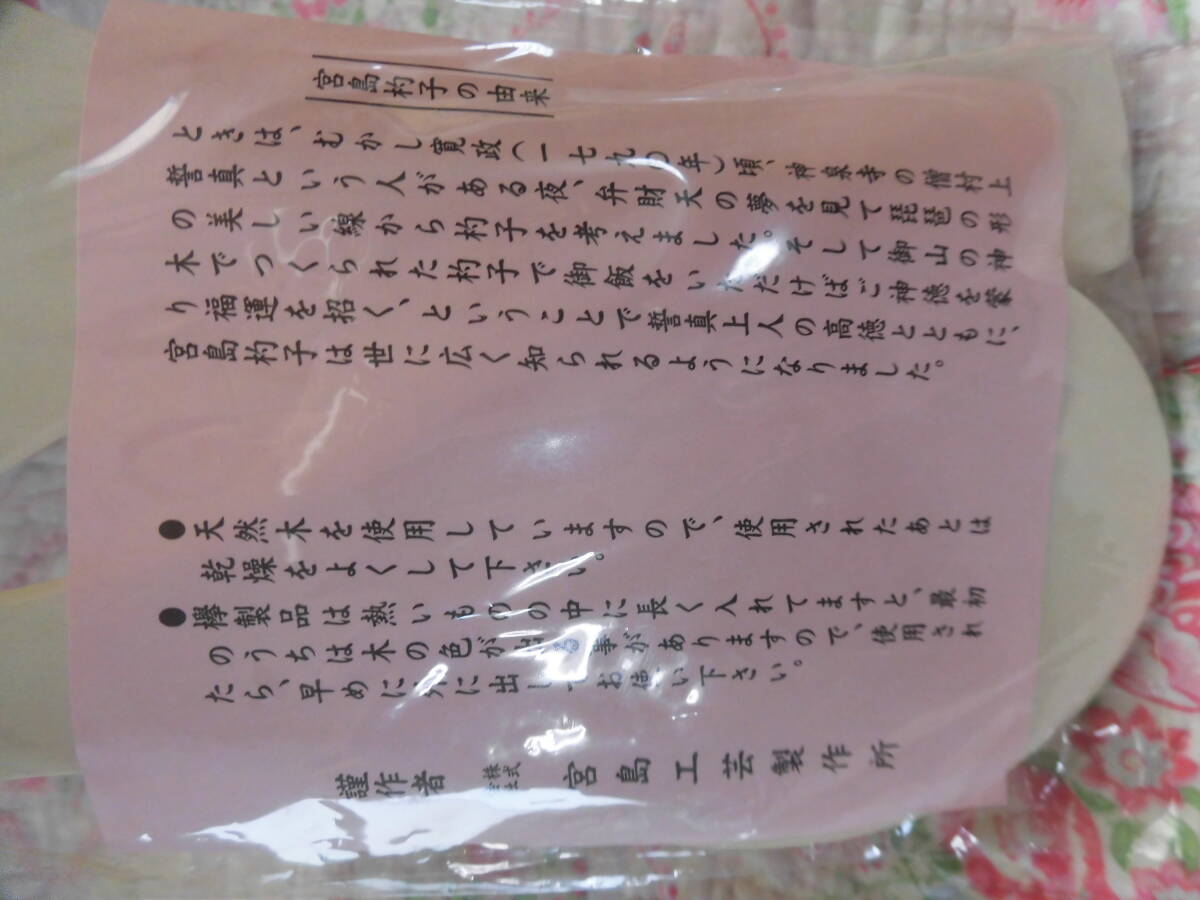 宮島杓子の由来
ときは、むかし寛政(一七九〇年)頃、神泉寺の僧村上
誓真という人がある夜、弁財天の夢を見て琵琶の形
の美しい線から杓子を考えました。そして御山の神
木でつくられた杓子で御飯をいただけばご神徳を蒙
り福運を招く、ということで誓真上人の高徳とともに、
宮島杓子は世に広く知られるようになりました。
●天然木を使用していますので、使用されたあとは
乾燥をよくして下さい。
●欅製品は熱いものの中に長く入れてますと、最初
のうちは木の色が出る事がありますので、使用され
たら、早めに外に出してお使い下さい。
謹作者 株式会社 宮島工芸製作所